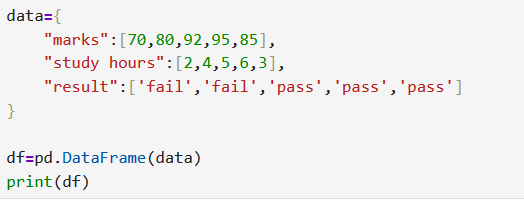 data={
    "marks":[70,80,92,95,85],
    "study hours":[2,4,5,6,3],
    "result":['fail','fail','pass','pass','pass']
}

df=pd.DataFrame(data)
print(df)